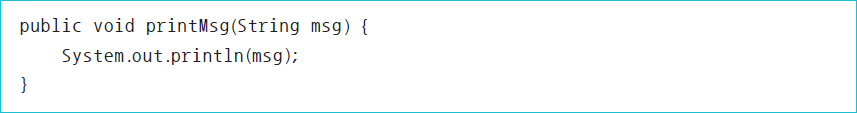 public void printMsg(String msg) {
    System.out.println(msg);
}